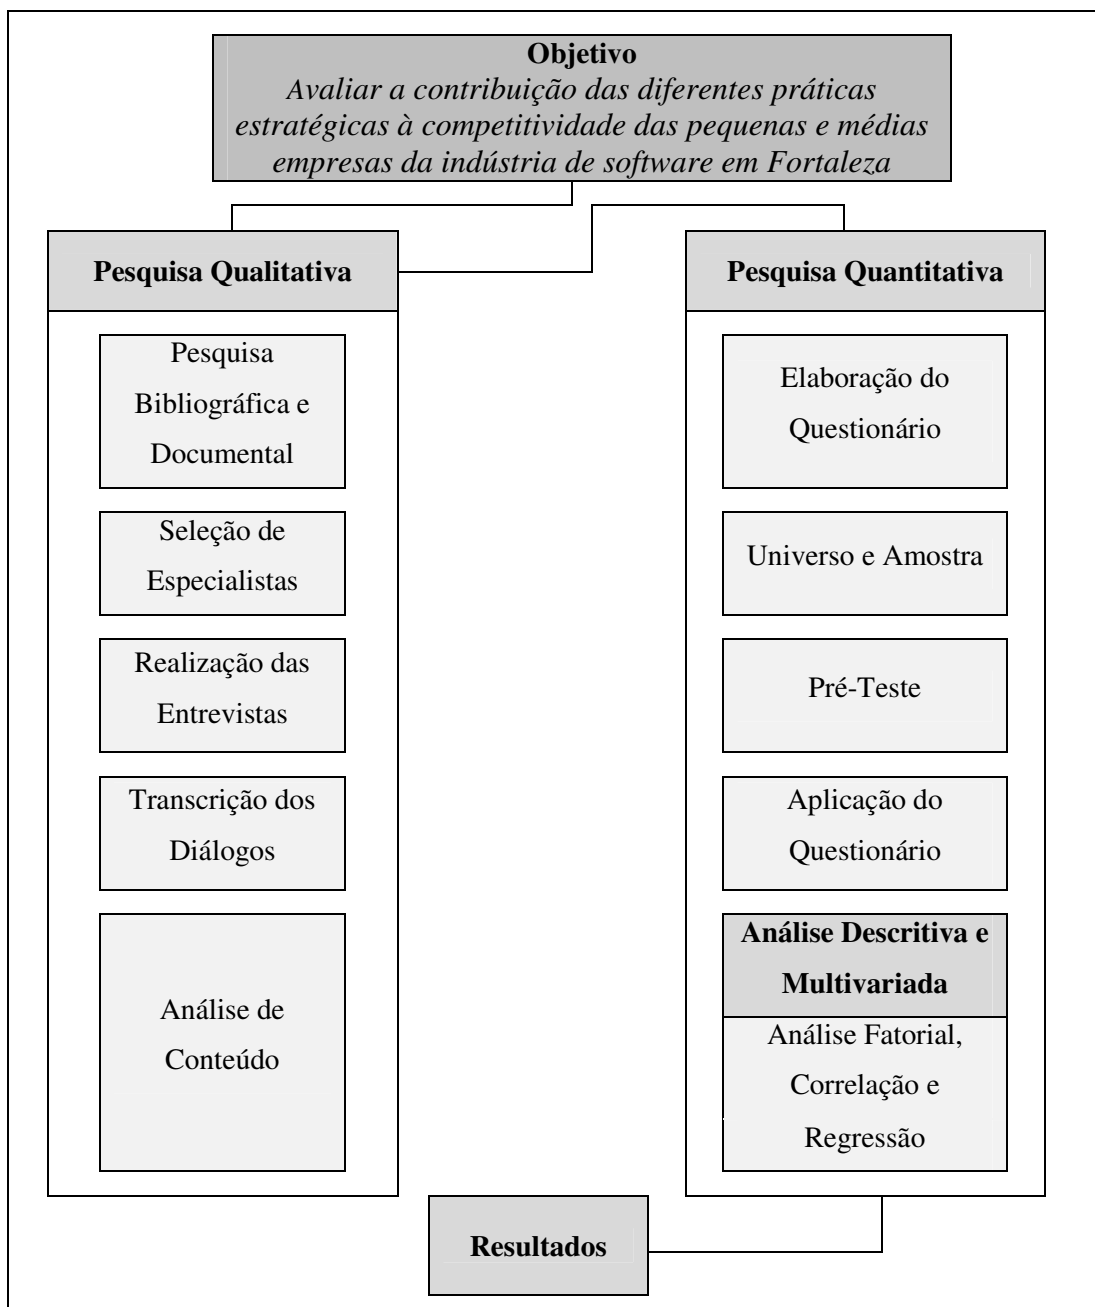 Objetivo
Avaliar a contribuição das diferentes práticas
estratégicas à competitividade das pequenas e médias
empresas da indústria de software em Fortaleza
Pesquisa Qualitativa
Pesquisa
Bibliográfica e
Documental
Seleção de
Especialistas
Realização das
Entrevistas
Transcrição dos
Diálogos
Análise de
Conteúdo
Pesquisa Quantitativa
Elaboração do
Questionário
Universo e Amostra
Pré-Teste
Aplicação do
Questionário
Análise Descritiva e
Multivariada
Análise Fatorial,
Correlação e
Regressão
Resultados